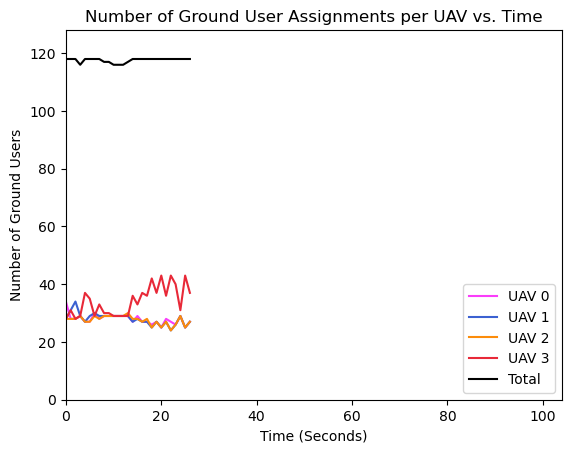 Number of Ground User Assignments per UAV vs. Time
Number of Ground Users
120
100
80
60
40
20
0
0 20 40 60 80 100
Time (Seconds)
UAV 0
UAV 1
UAV 2
UAV 3
Total